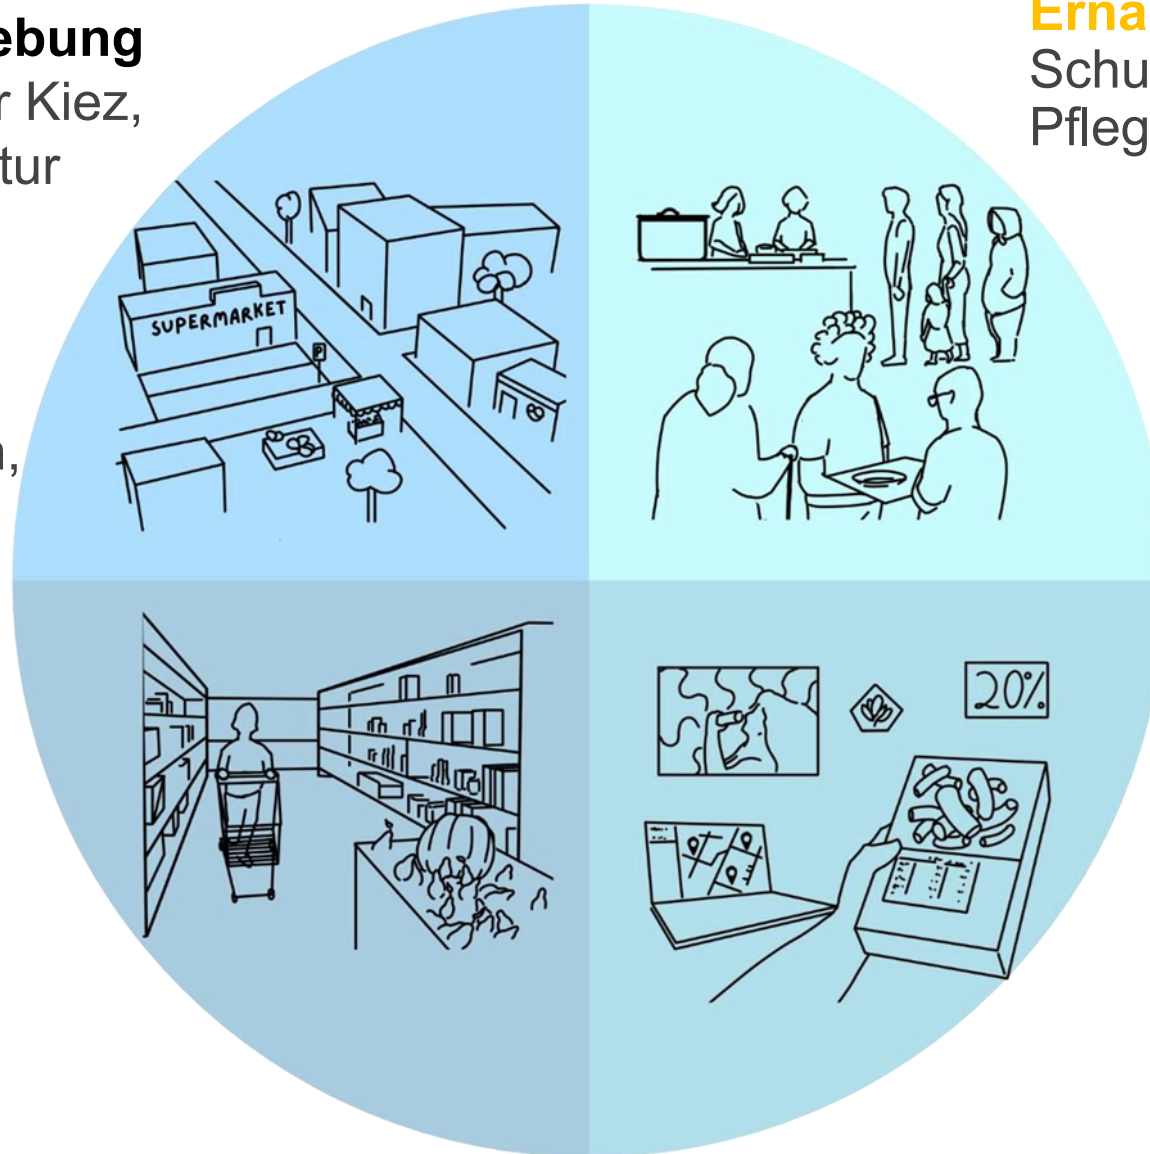 ebung
r Kiez,
tur
Erna
Schu
Pfleg
SUPERMARKET
P
,
20%